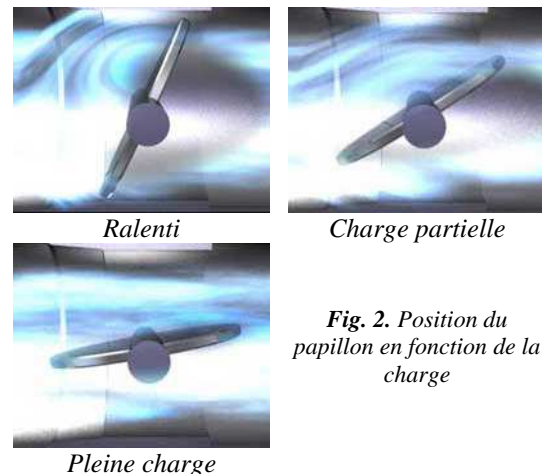 Ralenti
Charge partielle
Fig. 2. Position du
papillon en fonction de la
charge
Pleine charge